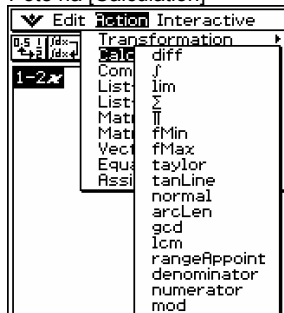 Edit Action Interactive
Transformation
Calc
diff
1-2x
Com
∫
List-
lim
List-
Σ
Matr
Π
Matr
fMin
Vect
fMax
Equa
taylor
Assi
tanLine
normal
arcLen
gcd
lcm
rangeAppoint
denominator
numerator
mod